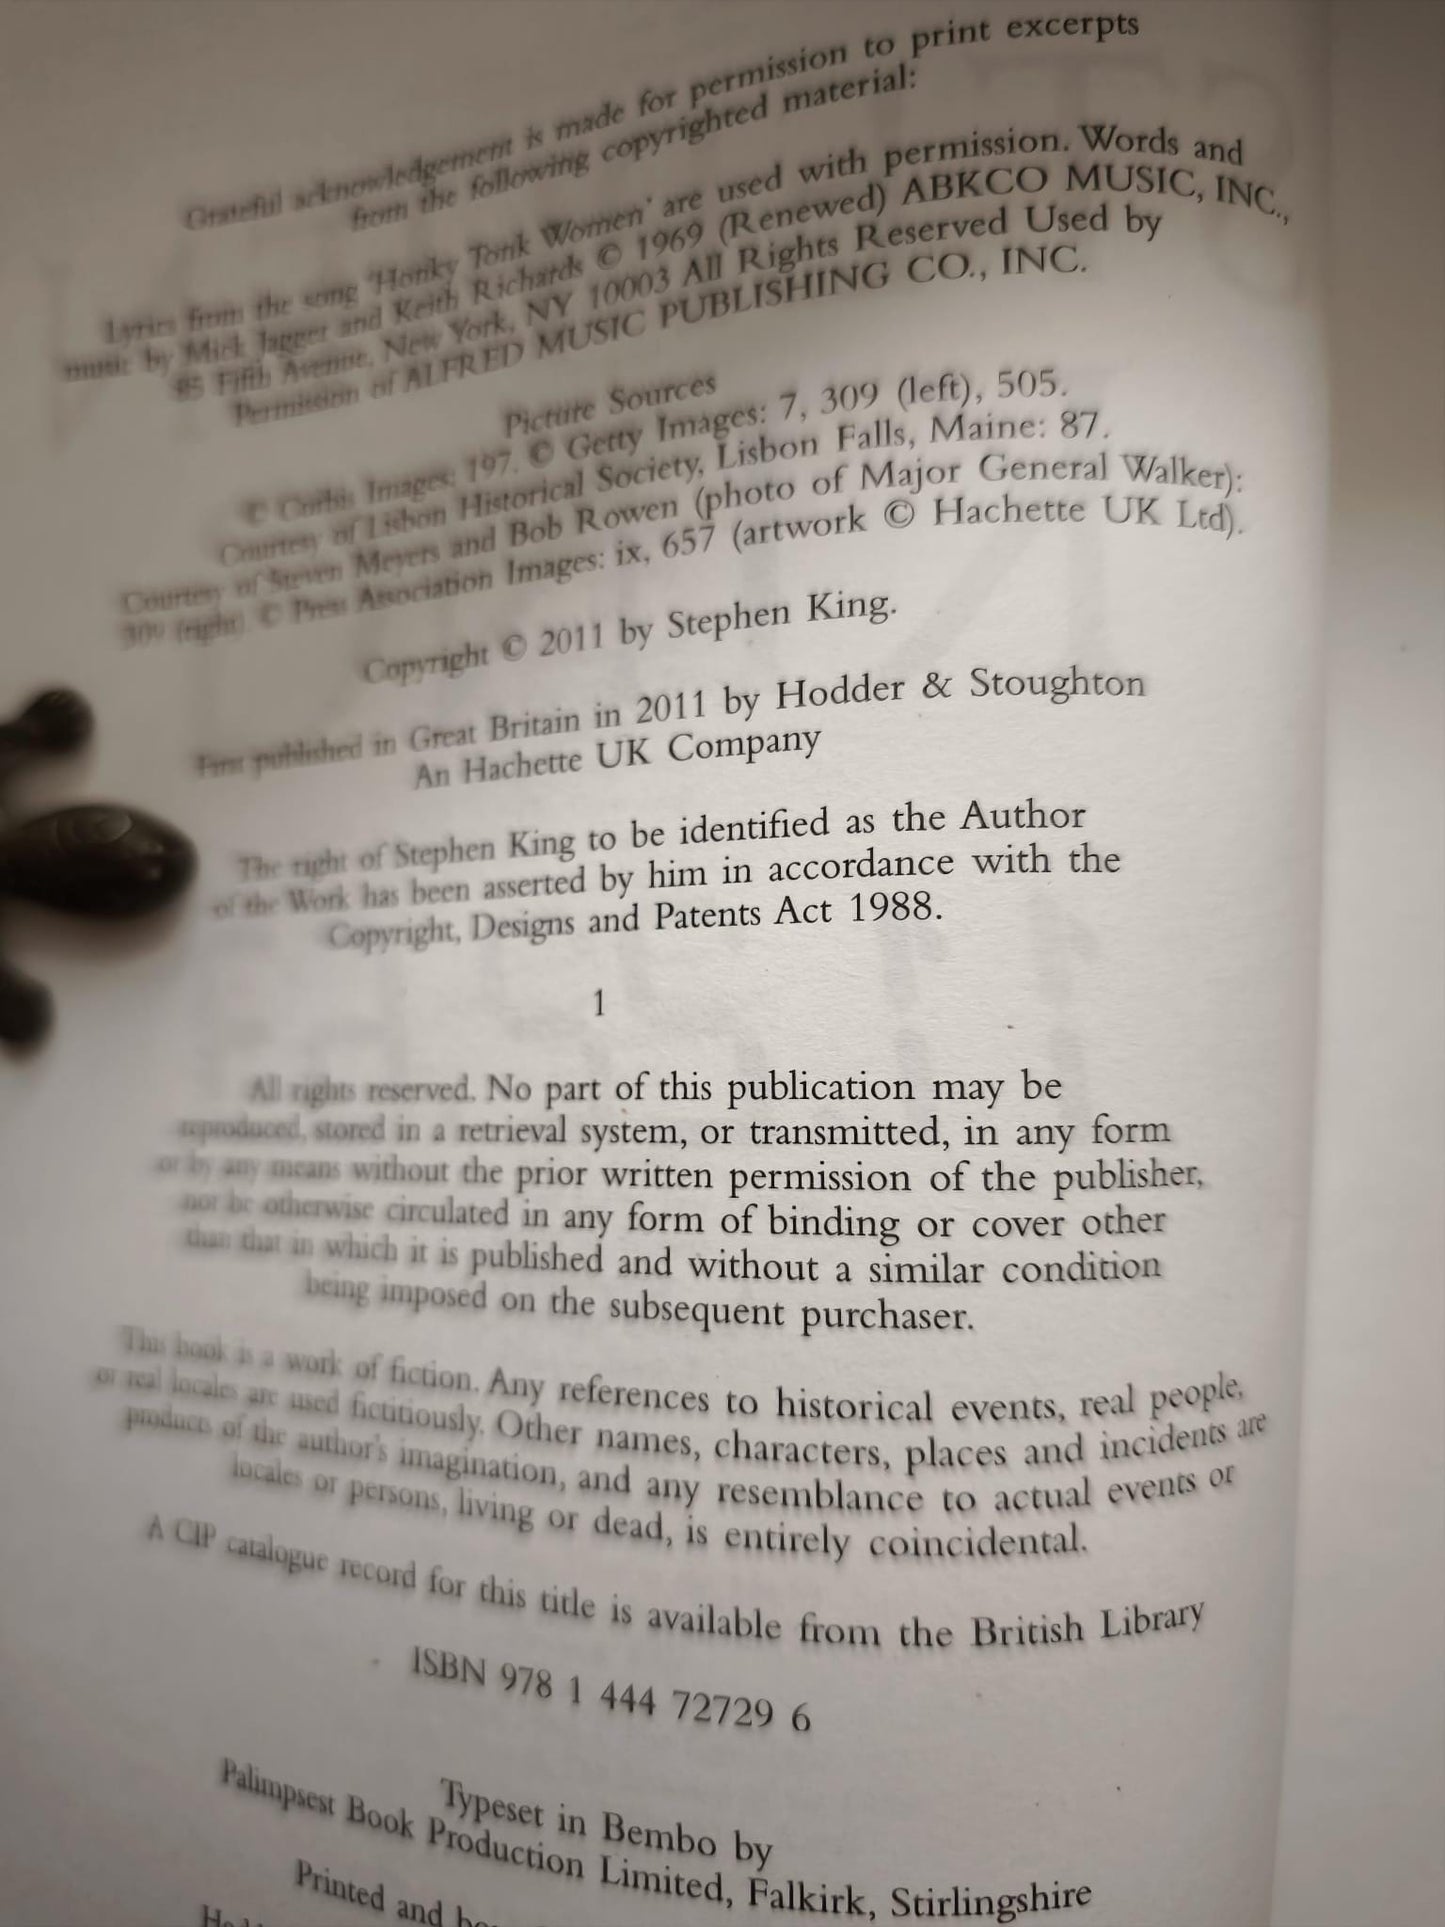 Grateful acknowledgement is made for permission to print excerpts
from the following copyrighted material:
Lyrics from the song 'Honky Tonk Women' are used with permission. Words and
music by Mick Jagger and Keith Richards © 1969 (Renewed) ABKCO MUSIC, INC.,
85 Fifth Avenue, New York, NY 10003 All Rights Reserved Used by
Permission of ALFRED MUSIC PUBLISHING CO., INC.
Picture Sources
© Corbis Images: 197. © Getty Images: 7, 309 (left), 505.
Courtesy of Lisbon Historical Society, Lisbon Falls, Maine: 87.
Courtesy of Steven Meyers and Bob Rowen (photo of Major General Walker):
309 (right). © Press Association Images: ix, 657 (artwork © Hachette UK Ltd).
Copyright © 2011 by Stephen King.
First published in Great Britain in 2011 by Hodder & Stoughton
An Hachette UK Company
The right of Stephen King to be identified as the Author
of the Work has been asserted by him in accordance with the
Copyright, Designs and Patents Act 1988.
1
All rights reserved. No part of this publication may be
reproduced, stored in a retrieval system, or transmitted, in any form
or by any means without the prior written permission of the publisher,
nor be otherwise circulated in any form of binding or cover other
than that in which it is published and without a similar condition
being imposed on the subsequent purchaser.
This book is a work of fiction. Any references to historical events, real people,
or real locales are used fictitiously. Other names, characters, places and incidents are
products of the author's imagination, and any resemblance to actual events or
locales or persons, living or dead, is entirely coincidental.
A CIP catalogue record for this title is available from the British Library
ISBN 978 1 444 72729 6
Typeset in Bembo by
Palimpsest Book Production Limited, Falkirk, Stirlingshire
Printed and